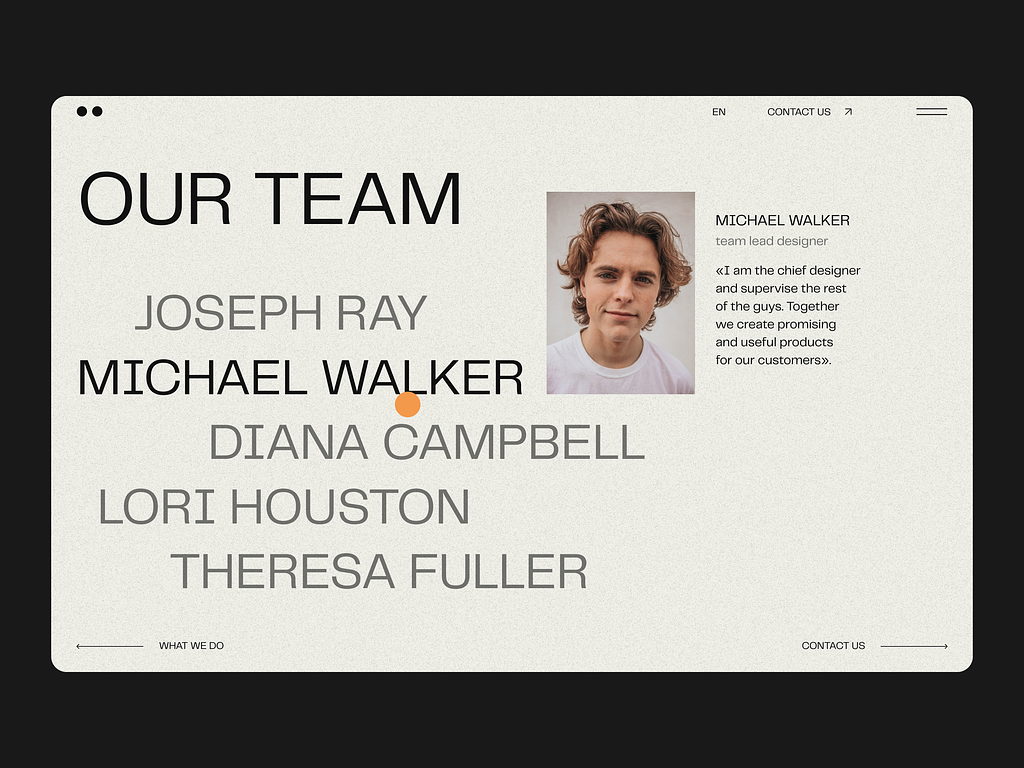 EN
CONTACT US
OUR TEAM
JOSEPH RAY
MICHAEL WALKER
DIANA CAMPBELL
LORI HOUSTON
THERESA FULLER
MICHAEL WALKER
team lead designer
«I am the chief designer
and supervise the rest
of the guys. Together
we create promising
and useful products
for our customers».
WHAT WE DO
CONTACT US